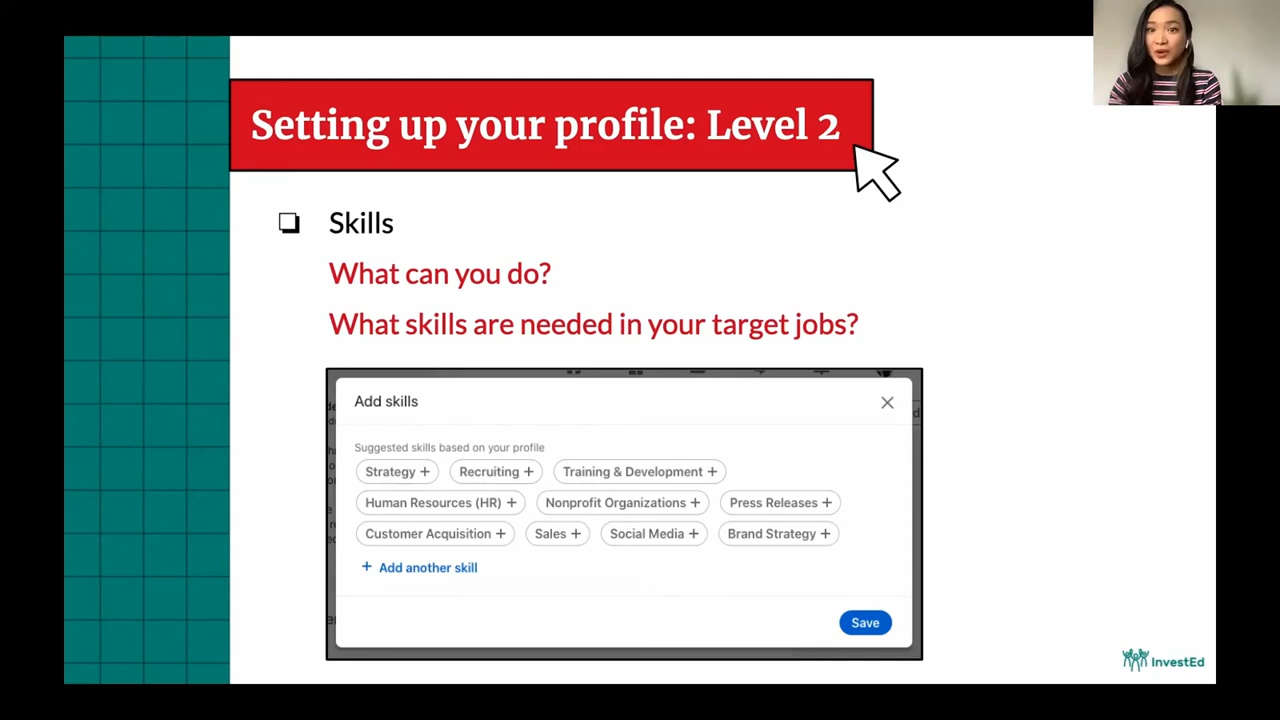 Setting up your profile: Level 2
Skills
What can you do?
What skills are needed in your target jobs?
Add skills
Suggested skills based on your profile
Strategy +
Recruiting +
Training & Development +
Human Resources (HR) +
Nonprofit Organizations +
Press Releases +
Customer Acquisition +
Sales +
Social Media +
Brand Strategy +
+ Add another skill
Save
InvestEd